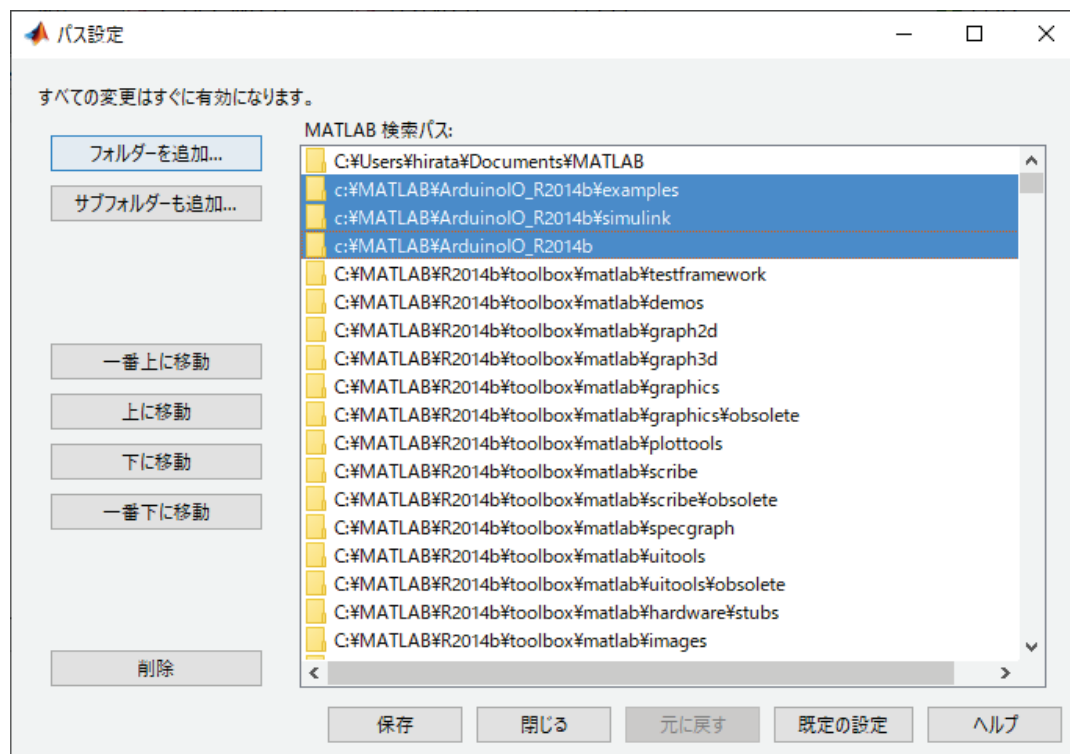 パス設定
すべての変更はすぐに有効になります。
MATLAB 検索パス:
フォルダーを追加...
サブフォルダーも追加...
一番上に移動
上に移動
下に移動
一番下に移動
削除
C:¥Users¥hirata¥Documents¥MATLAB
c:¥MATLAB¥ArduinoIO_R2014b¥examples
c:¥MATLAB¥ArduinoIO_R2014b¥simulink
c:¥MATLAB¥ArduinoIO_R2014b
C:¥MATLAB¥R2014b¥toolbox¥matlab¥testframework
C:¥MATLAB¥R2014b¥toolbox¥matlab¥demos
C:¥MATLAB¥R2014b¥toolbox¥matlab¥graph2d
C:¥MATLAB¥R2014b¥toolbox¥matlab¥graph3d
C:¥MATLAB¥R2014b¥toolbox¥matlab¥graphics
C:¥MATLAB¥R2014b¥toolbox¥matlab¥graphics¥obsolete
C:¥MATLAB¥R2014b¥toolbox¥matlab¥plottools
C:¥MATLAB¥R2014b¥toolbox¥matlab¥scribe
C:¥MATLAB¥R2014b¥toolbox¥matlab¥scribe¥obsolete
C:¥MATLAB¥R2014b¥toolbox¥matlab¥specgraph
C:¥MATLAB¥R2014b¥toolbox¥matlab¥uitools
C:¥MATLAB¥R2014b¥toolbox¥matlab¥uitools¥obsolete
C:¥MATLAB¥R2014b¥toolbox¥matlab¥hardware¥stubs
C:¥MATLAB¥R2014b¥toolbox¥matlab¥images
保存
閉じる
元に戻す
既定の設定
ヘルプ